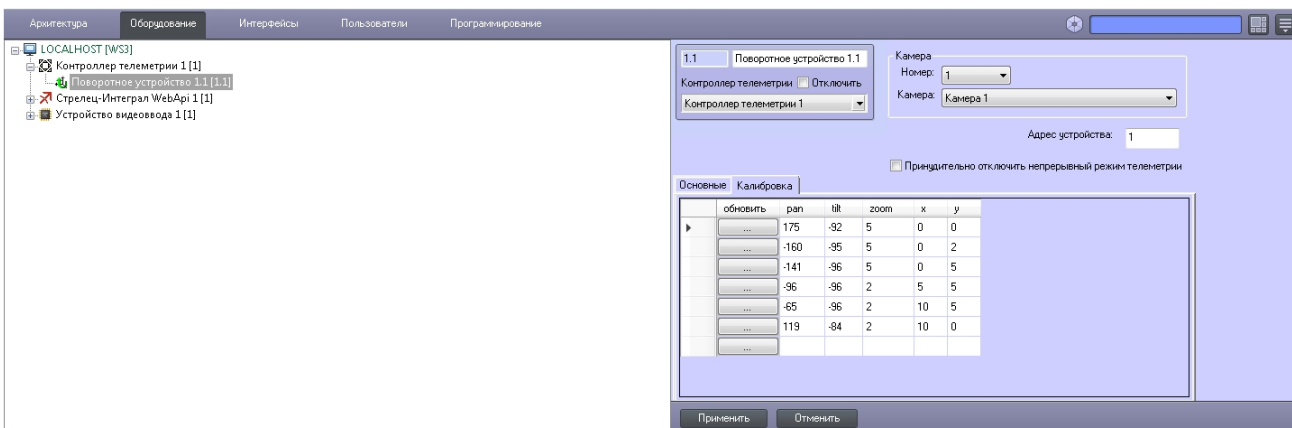 Архитектура Оборудование Интерфейсы Пользователи Программирование
LOCALHOST [WS3]
Контроллер телеметрии 1 [1]
Поворотное устройство 1.1 [1.1]
Стрелец-Интеграл WebApi 1 [1]
Устройство видеоввода 1 [1]
1.1 Поворотное устройство 1.1
Контроллер телеметрии Отключить
Контроллер телеметрии 1
Камера
Номер: 1
Камера: Камера 1
Адрес устройства: 1
Принудительно отключить непрерывный режим телеметрии
Основные Калибровка
обновить pan tilt zoom x y
... 175 -92 5 0 0
... -160 -95 5 0 2
... -141 -96 5 0 5
... -96 -96 2 5 5
... -65 -96 2 10 5
... 119 -84 2 10 0
...
Применить Отменить